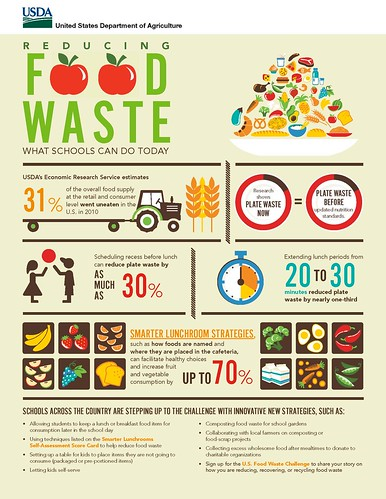 USDA
United States Department of Agriculture
REDUCING
FOOD
WASTE
WHAT SCHOOLS CAN DO TODAY
USDA's Economic Research Service estimates
31%
of the overall food supply
at the retail and consumer
level went uneaten in the
U.S. in 2010
Research
shows
PLATE WASTE
NOW
=
PLATE WASTE
BEFORE
updated nutrition
standards.
Scheduling recess before lunch
can reduce plate waste by
AS
MUCH
AS
30%
Extending lunch periods from
20 TO 30
minutes reduced plate
waste by nearly one-third
SMARTER LUNCHROOM STRATEGIES,
such as how foods are named and
where they are placed in the cafeteria,
can facilitate healthy choices
and increase fruit
and vegetable
consumption by
UP TO 70%
SCHOOLS ACROSS THE COUNTRY ARE STEPPING UP TO THE CHALLENGE WITH INNOVATIVE NEW STRATEGIES, SUCH AS:
• Allowing students to keep a lunch or breakfast food item for
consumption later in the school day
• Using techniques listed on the Smarter Lunchrooms
Self-Assessment Score Card to help reduce food waste
• Setting up a table for kids to place items they are not going to
consume (packaged or pre-portioned items)
• Letting kids self serve
• Composting food waste for school gardens
• Collaborating with local farmers on composting or
food-scrap projects
• Collecting excess wholesome food after mealtimes to donate to
charitable organizations
• Sign up for the U.S. Food Waste Challenge to share your story on
how you are reducing, recovering, or recycling food waste